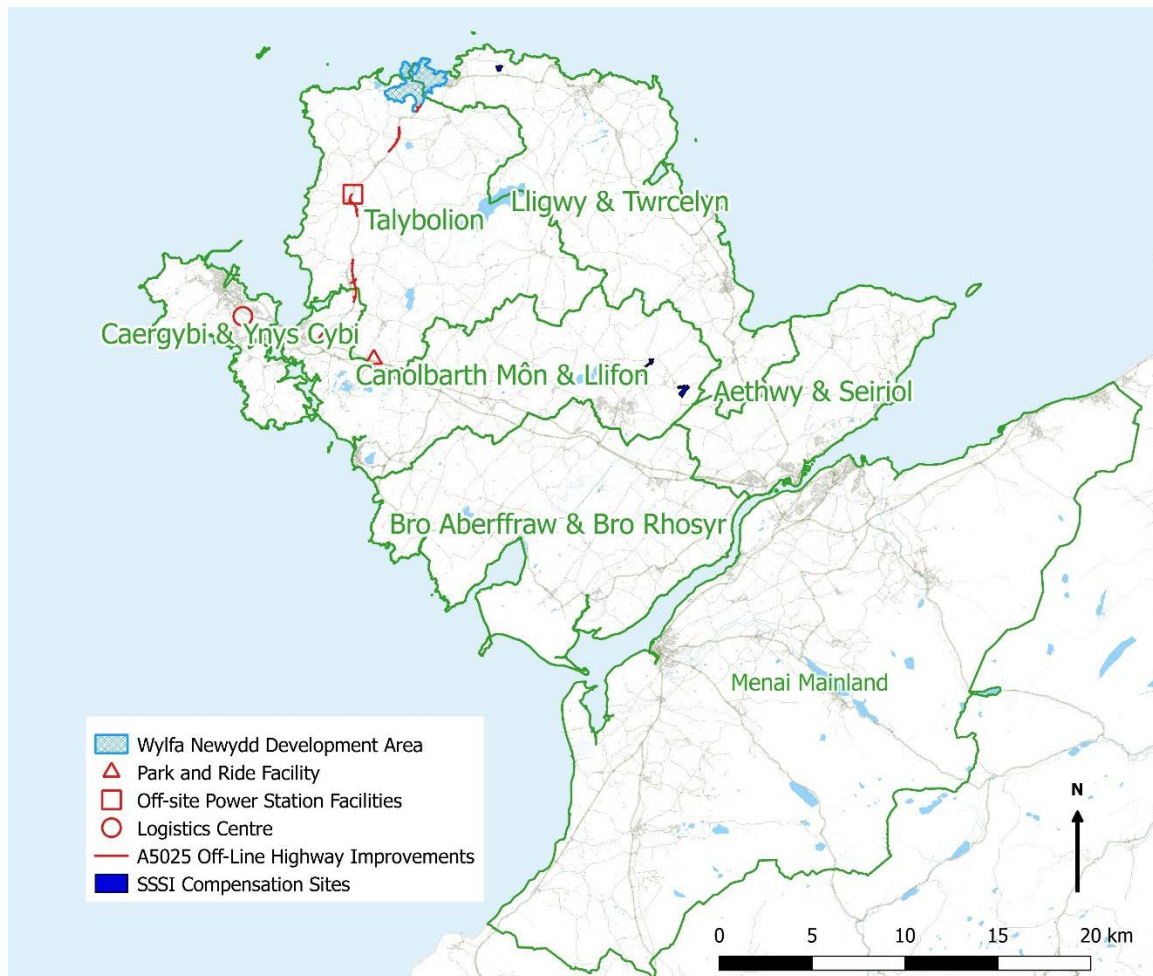 Lligwy & Twrcelyn
Talybolion
Caergybi & Ynys Cybi
Canolbarth Môn & Llifon
Aethwy & Seiriol
Bro Aberffraw & Bro Rhosyr
Menai Mainland
Wylfa Newydd Development Area
Park and Ride Facility
Off-site Power Station Facilities
Logistics Centre
A5025 Off-Line Highway Improvements
SSSI Compensation Sites
N
0 5 10 15 20 km